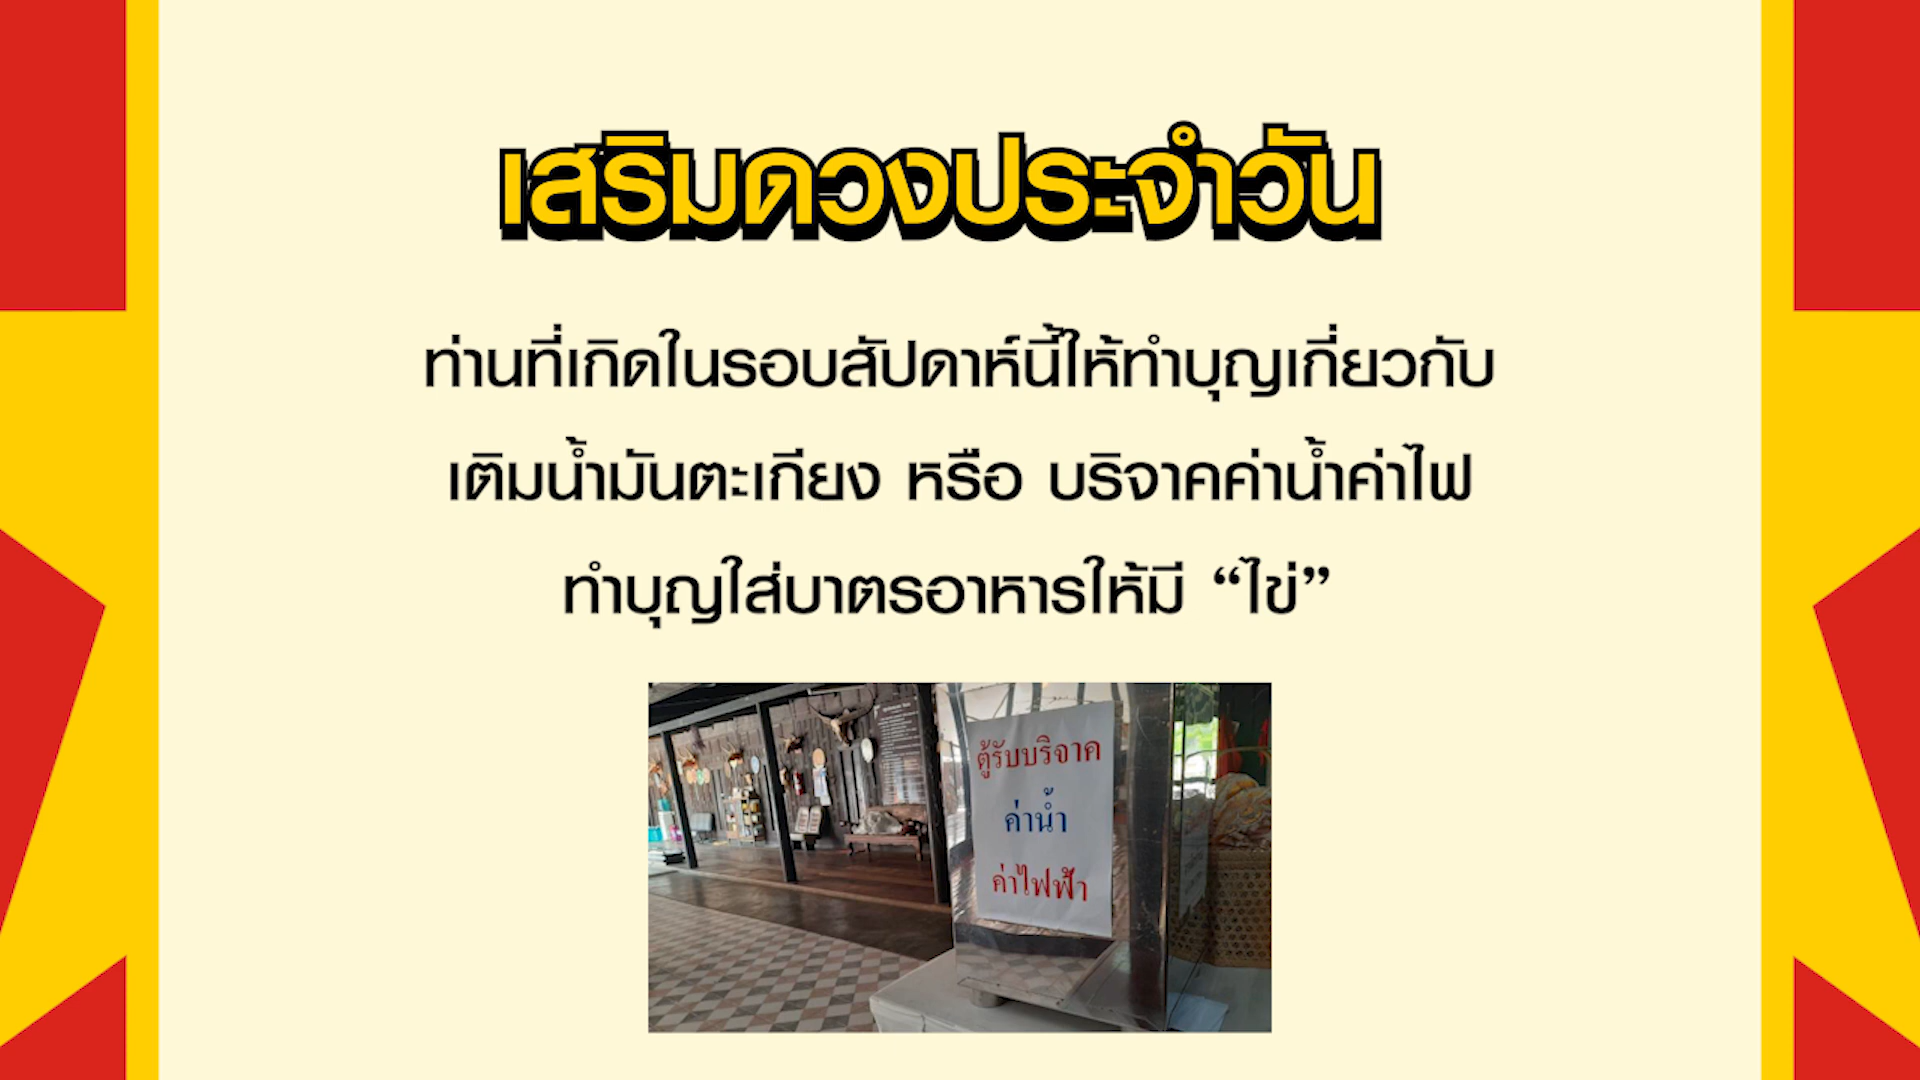 เสริมดวงประจำวัน
ท่านที่เกิดในรอบสัปดาห์นี้ให้ทำบุญเกี่ยวกับ
เติมน้ำมันตะเกียง หรือ บริจาคค่าน้ำค่าไฟ
ทำบุญใส่บาตรอาหารให้มี “ไข่”
ตู้รับบริจาค
ค่าน้ำ
ค่าไฟฟ้า